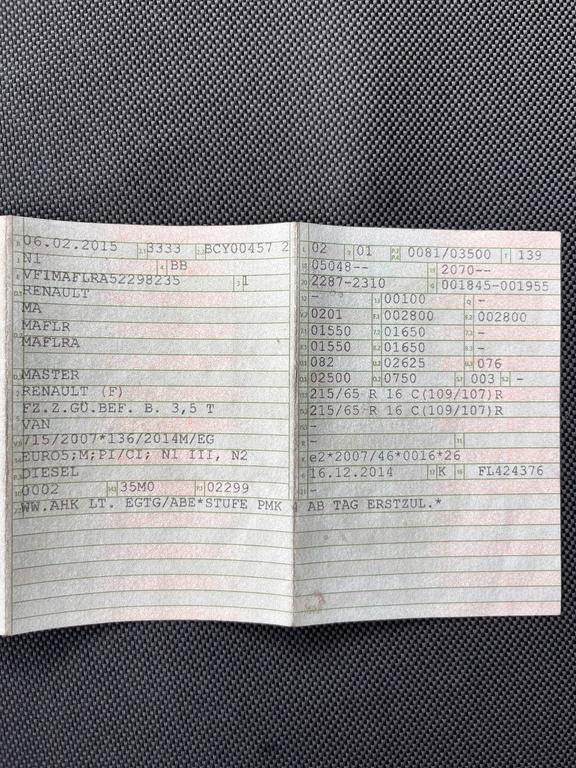 06.02.2015 3333 BCY00457 2
N1 BB
VF1MAFLRA52298235 1
RENAULT
MA
MAFLR
MAFLRA
MASTER
RENAULT (F)
FZ.Z.GÜ.BEF. B. 3,5 T
VAN
715/2007*136/2014M/EG
EURO5;M;PI/CI; N1 III, N2
DIESEL
0002 35M0 02299
WW.AHK LT. EGTG/ABE*STUFE PMK 4 AB TAG ERSTZUL.*
02 01 0081/03500 139
05048-- 2070--
2287-2310 001845-001955
- 00100 -
0201 002800 002800
01550 01650 -
01550 01650 -
082 02625 076
02500 0750 003 -
215/65 R 16 C(109/107)R
215/65 R 16 C(109/107)R
-
-
e2*2007/46*0016*26
16.12.2014 K FL424376
-